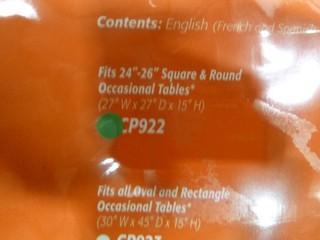 Contents: English (French and Spanish
Fits 24"-26" Square & Round
Occasional Tables*
(27" W x 27" D x 15" H)
CP922
Fits all Oval and Rectangle
Occasional Tables*
(30" W x 45" D x 15" H)
CP923